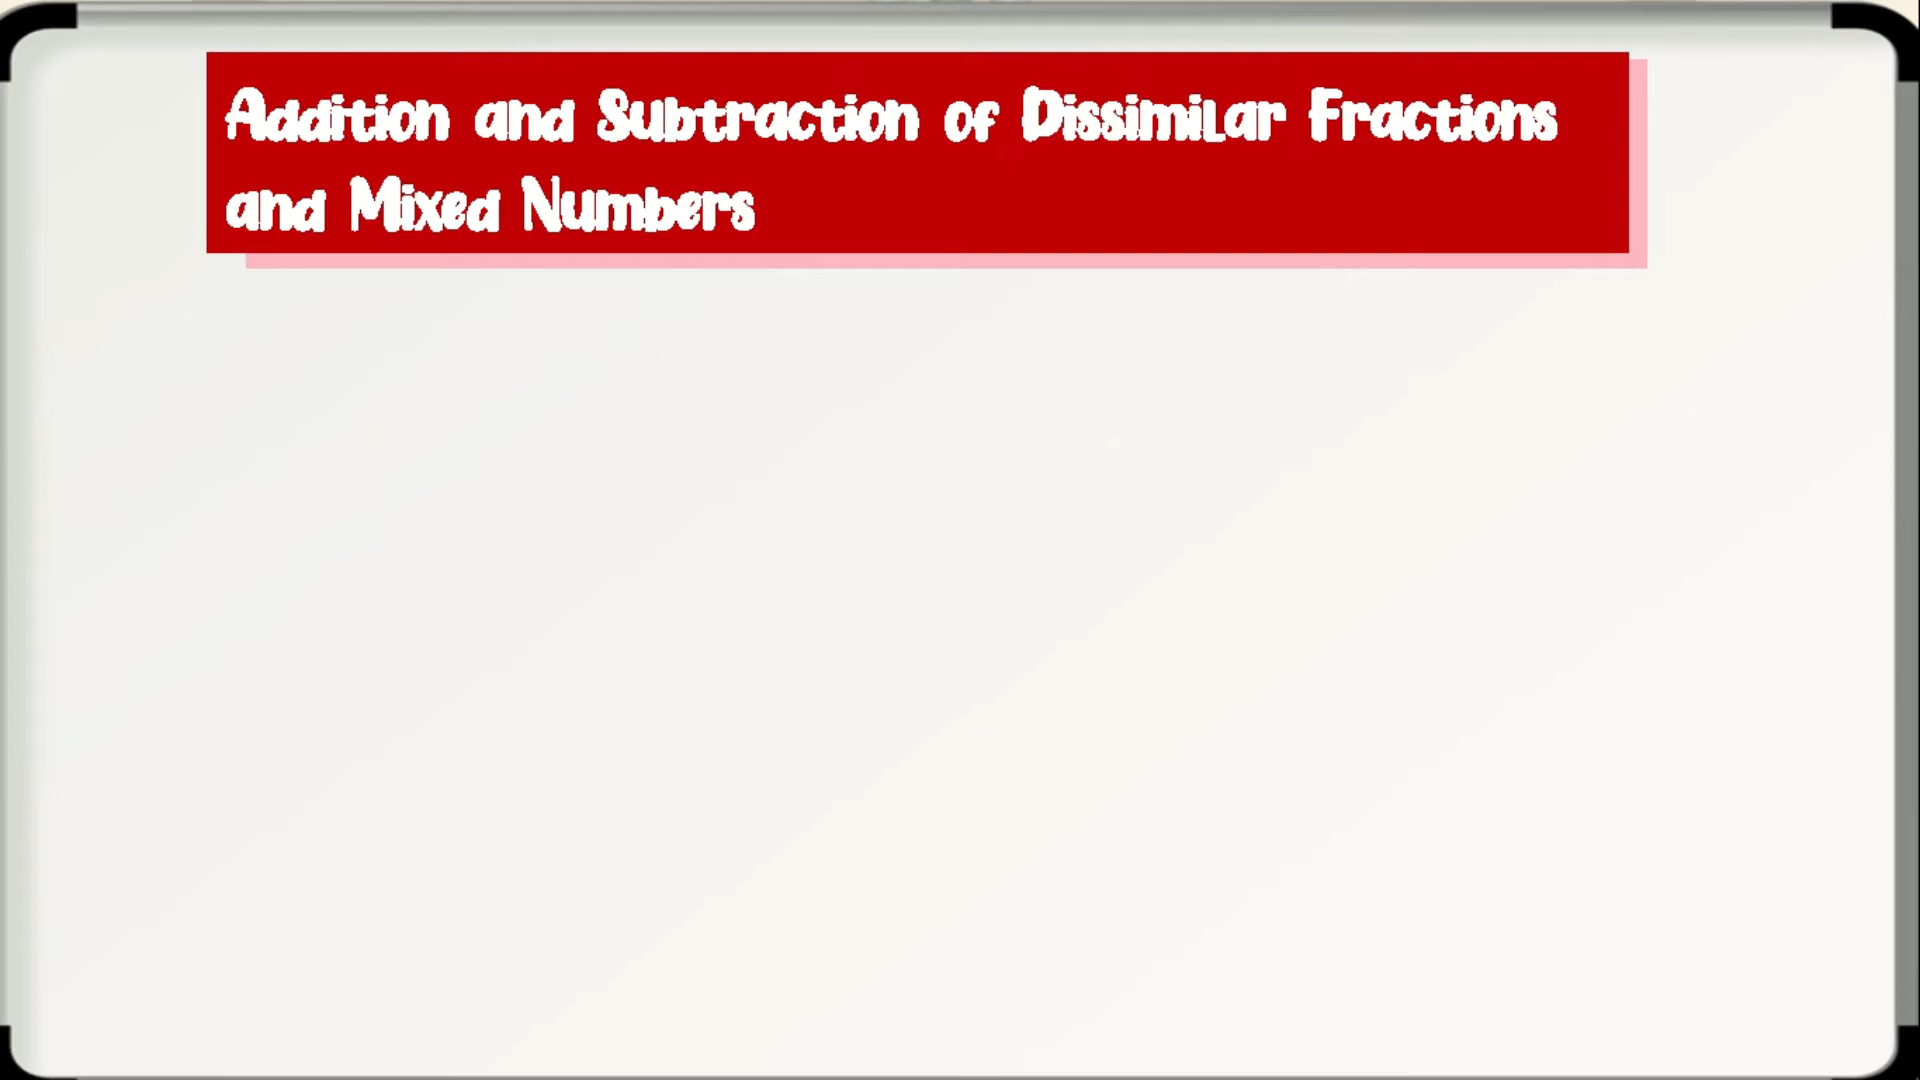 Addition and Subtraction of Dissimilar Fractions
and Mixed Numbers